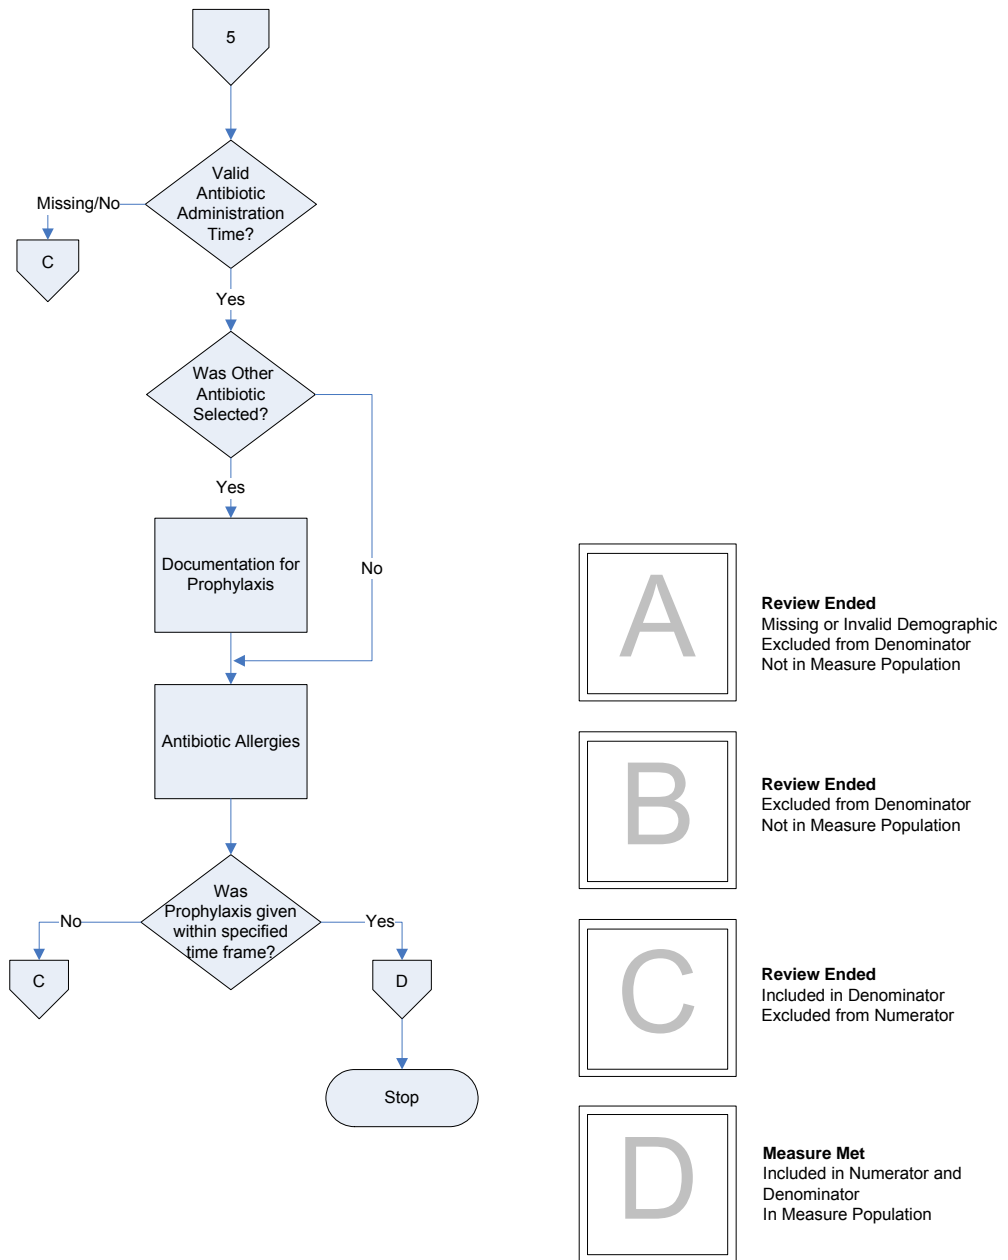 5
Valid
Antibiotic
Administration
Time?
Missing/No
C
Yes
Was Other
Antibiotic
Selected?
Yes
No
Documentation for
Prophylaxis
Antibiotic Allergies
Was
Prophylaxis given
within specified
time frame?
No
Yes
C
D
Stop
A
Review Ended
Missing or Invalid Demographic
Excluded from Denominator
Not in Measure Population
B
Review Ended
Excluded from Denominator
Not in Measure Population
C
Review Ended
Included in Denominator
Excluded from Numerator
D
Measure Met
Included in Numerator and
Denominator
In Measure Population